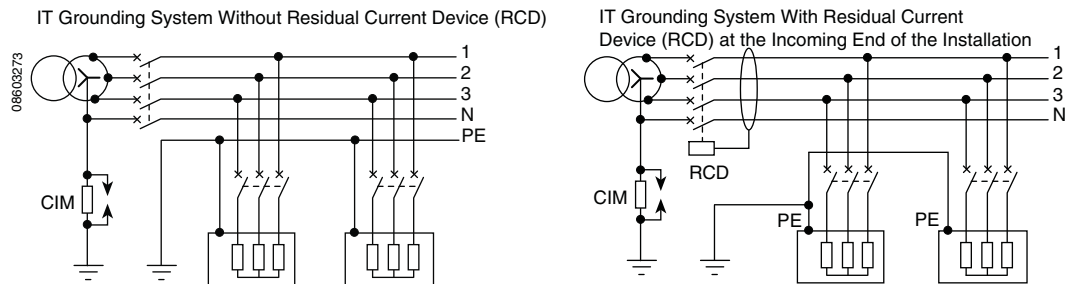 IT Grounding System Without Residual Current Device (RCD)
08603273
1
2
3
N
PE
CIM
IT Grounding System With Residual Current
Device (RCD) at the Incoming End of the Installation
1
2
3
N
RCD
CIM
PE
PE